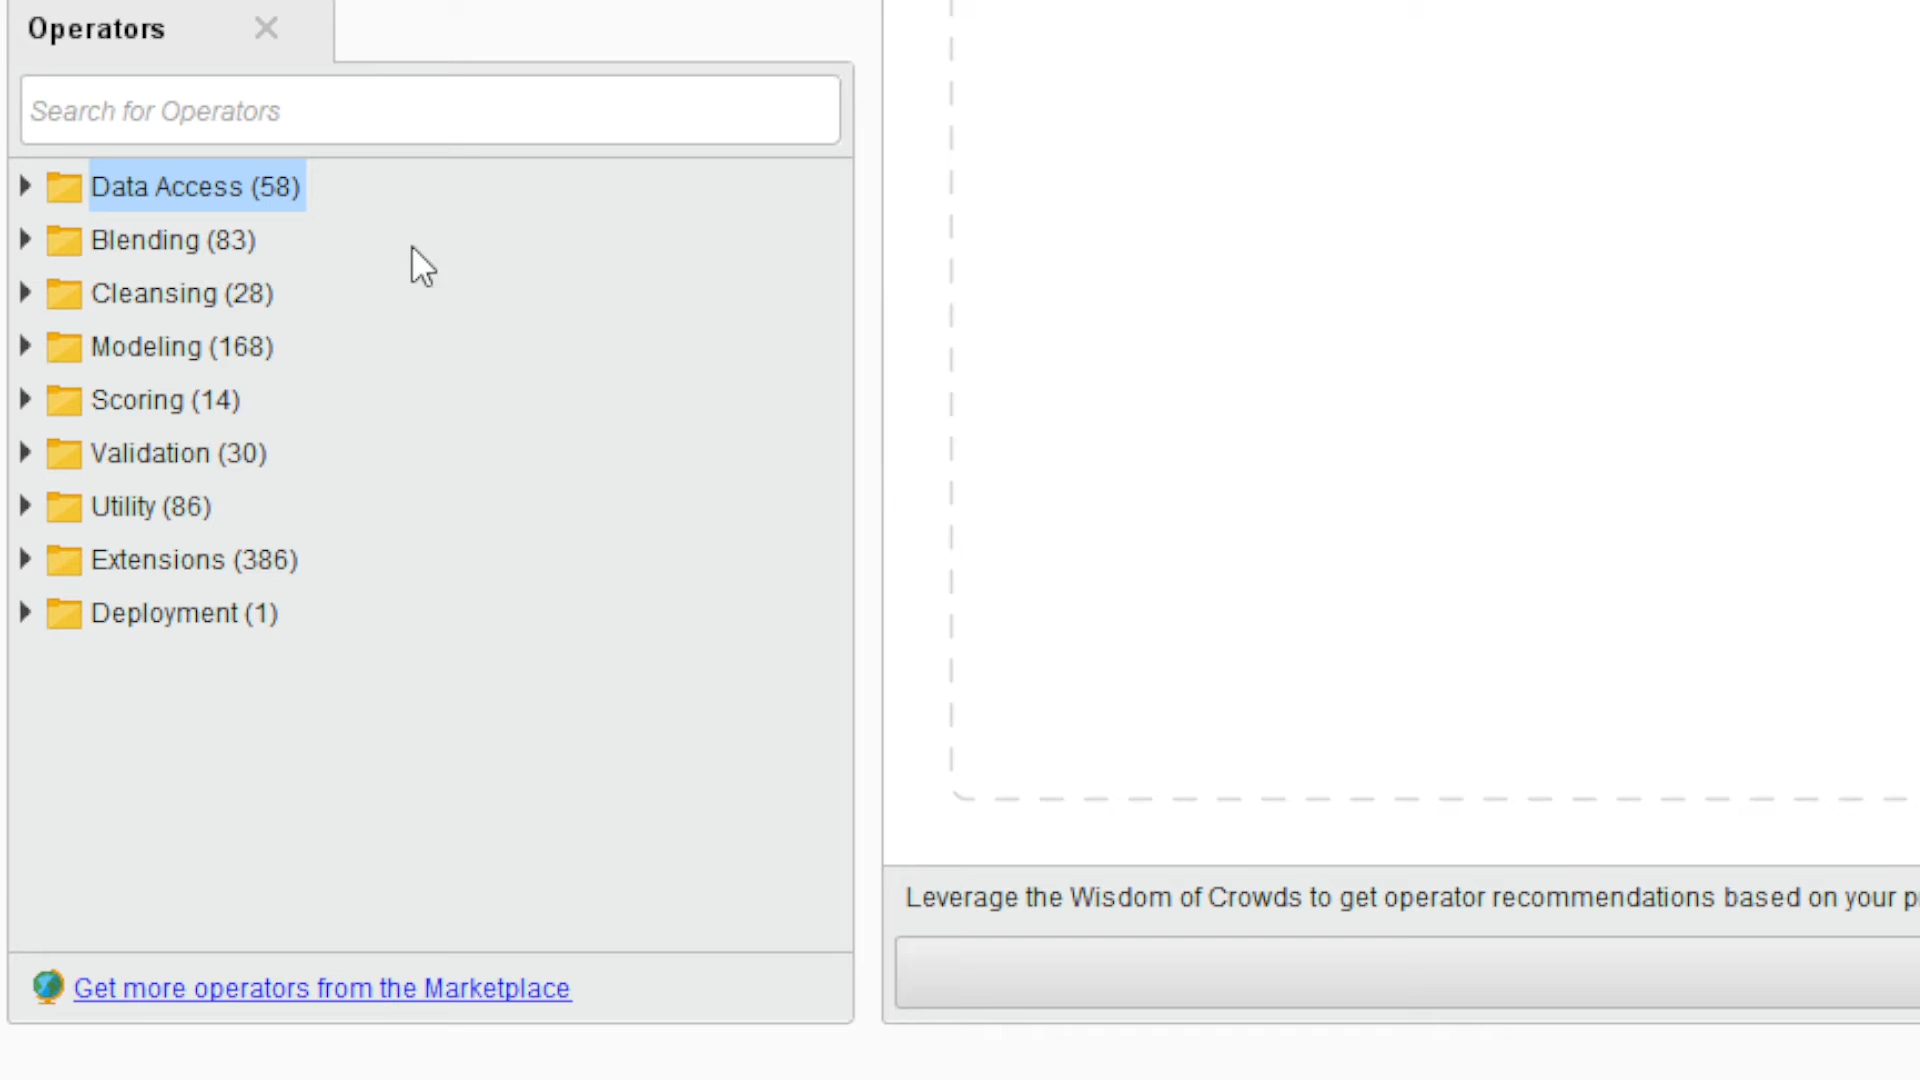 Operators
Search for Operators
Data Access (58)
Blending (83)
Cleansing (28)
Modeling (168)
Scoring (14)
Validation (30)
Utility (86)
Extensions (386)
Deployment (1)
Get more operators from the Marketplace
Leverage the Wisdom of Crowds to get operator recommendations based on your p